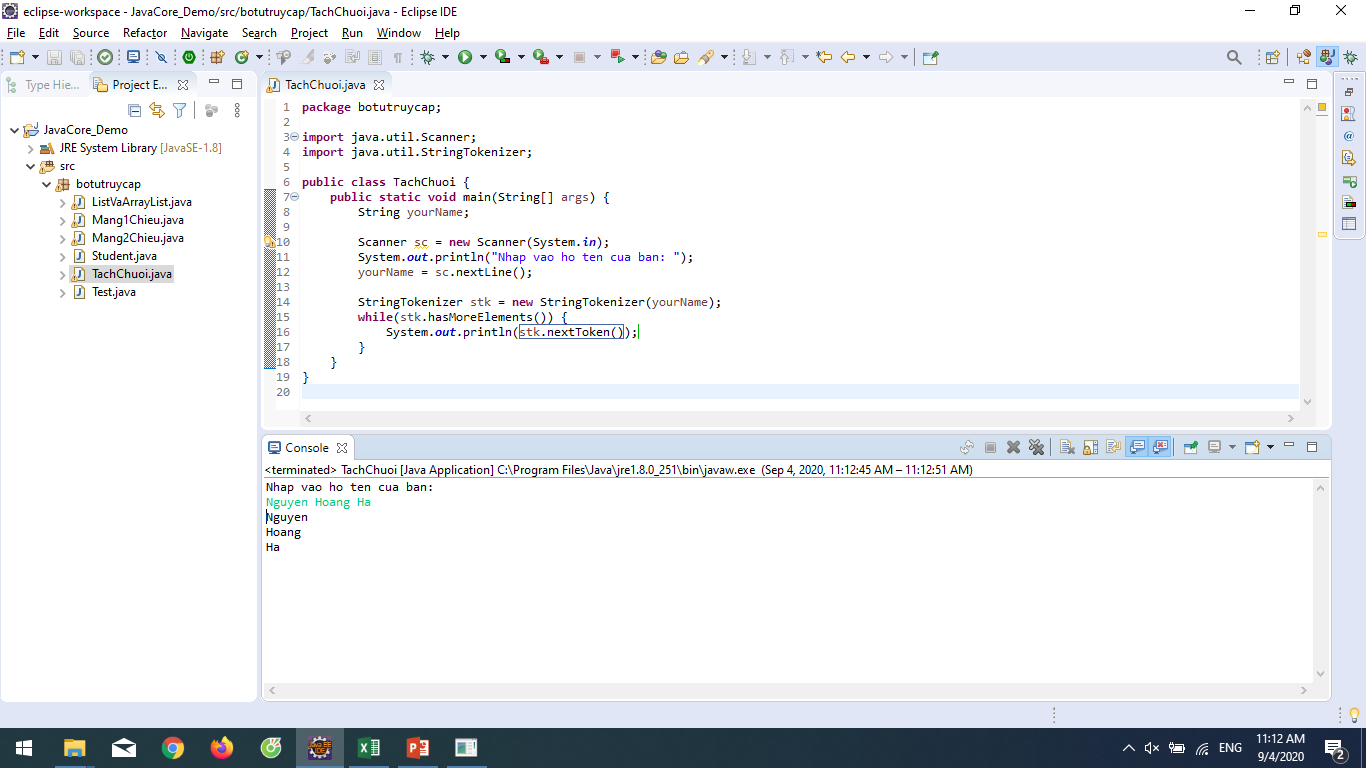 eclipse-workspace - JavaCore_Demo/src/botutruycap/TachChuoi.java - Eclipse IDE
File Edit Source Refactor Navigate Search Project Run Window Help
Type Hie...
Project E...
JavaCore_Demo
JRE System Library [JavaSE-1.8]
src
botutruycap
ListVaArrayList.java
Mang1Chieu.java
Mang2Chieu.java
Student.java
TachChuoi.java
Test.java
TachChuoi.java
1 package botutruycap;
2
3 import java.util.Scanner;
4 import java.util.StringTokenizer;
5
6 public class TachChuoi {
7 public static void main(String[] args) {
8 String yourName;
9
10 Scanner sc = new Scanner(System.in);
11 System.out.println("Nhap vao ho ten cua ban: ");
12 yourName = sc.nextLine();
13
14 StringTokenizer stk = new StringTokenizer(yourName);
15 while(stk.hasMoreElements()) {
16 System.out.println(stk.nextToken());
17 }
18 }
19 }
20
Console
<terminated> TachChuoi [Java Application] C:\Program Files\Java\jre1.8.0_251\bin\javaw.exe (Sep 4, 2020, 11:12:45 AM – 11:12:51 AM)
Nhap vao ho ten cua ban:
Nguyen Hoang Ha
Nguyen
Hoang
Ha
JAVA EE
IDE
ENG
11:12 AM
9/4/2020
2